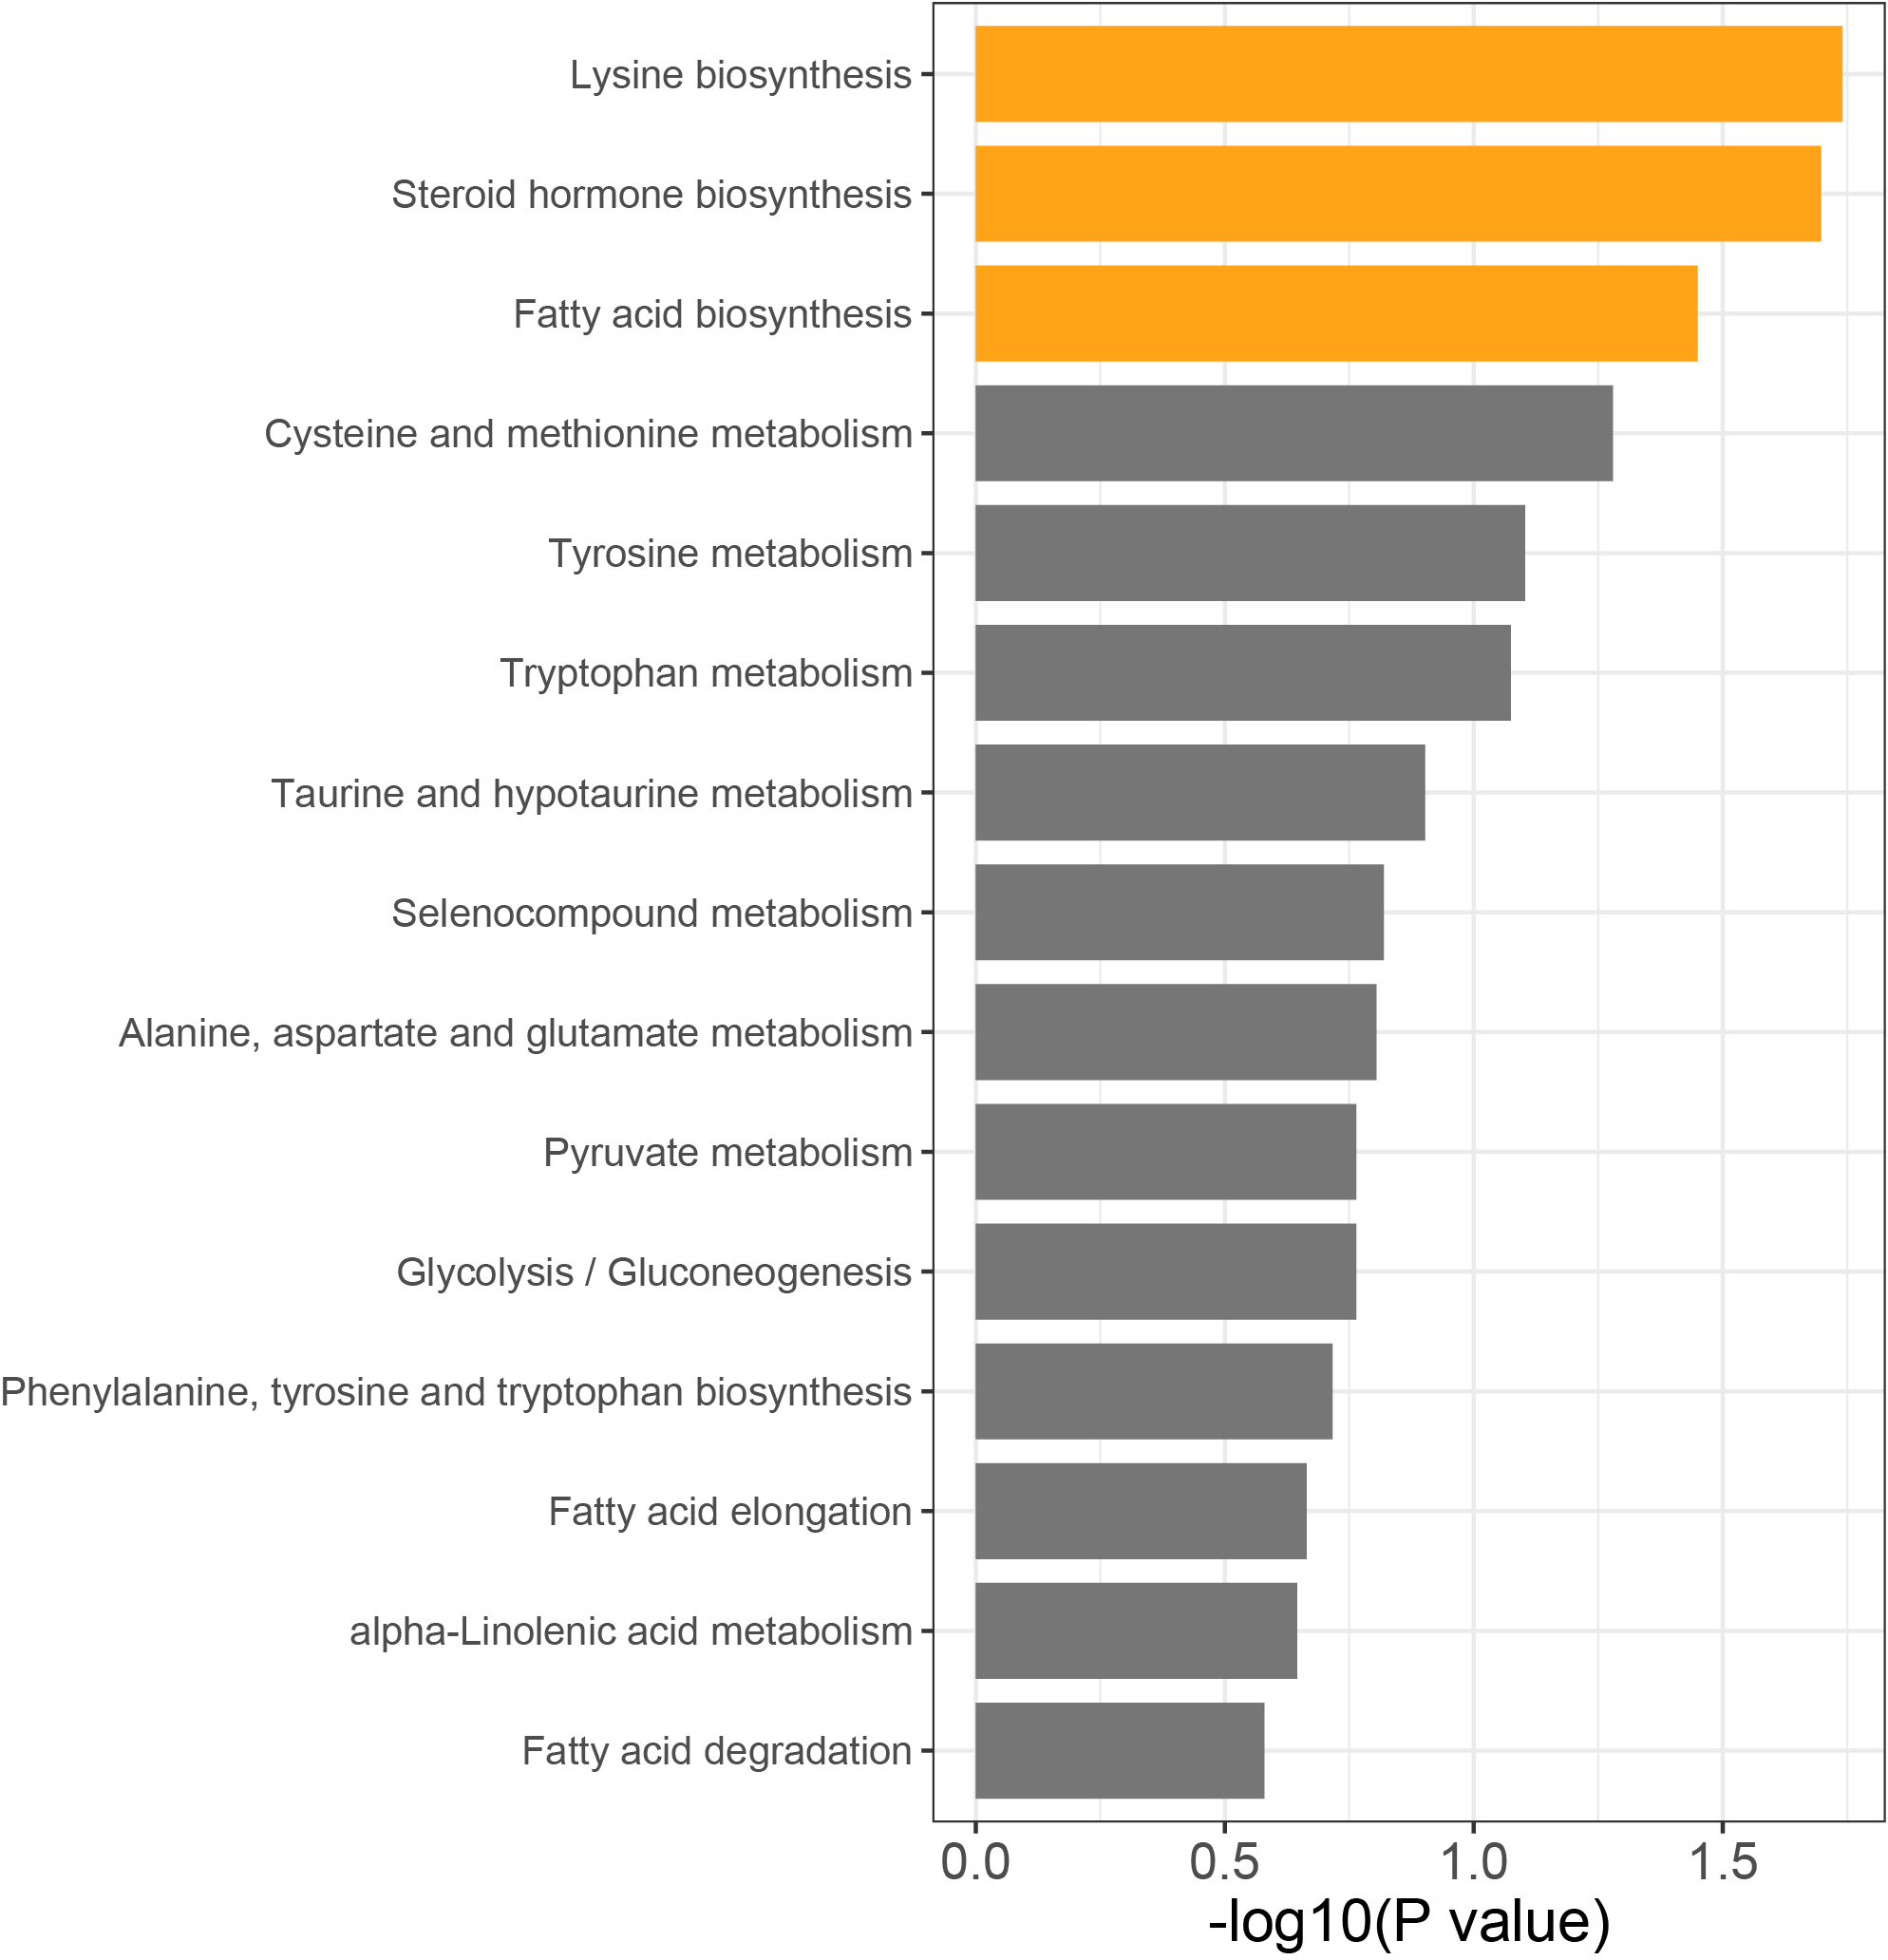 Lysine biosynthesis
Steroid hormone biosynthesis
Fatty acid biosynthesis
Cysteine and methionine metabolism
Tyrosine metabolism
Tryptophan metabolism
Taurine and hypotaurine metabolism
Selenocompound metabolism
Alanine, aspartate and glutamate metabolism
Pyruvate metabolism
Glycolysis / Gluconeogenesis
Phenylalanine, tyrosine and tryptophan biosynthesis
Fatty acid elongation
alpha-Linolenic acid metabolism
Fatty acid degradation
0.0 0.5 1.0 1.5
-log10(P value)